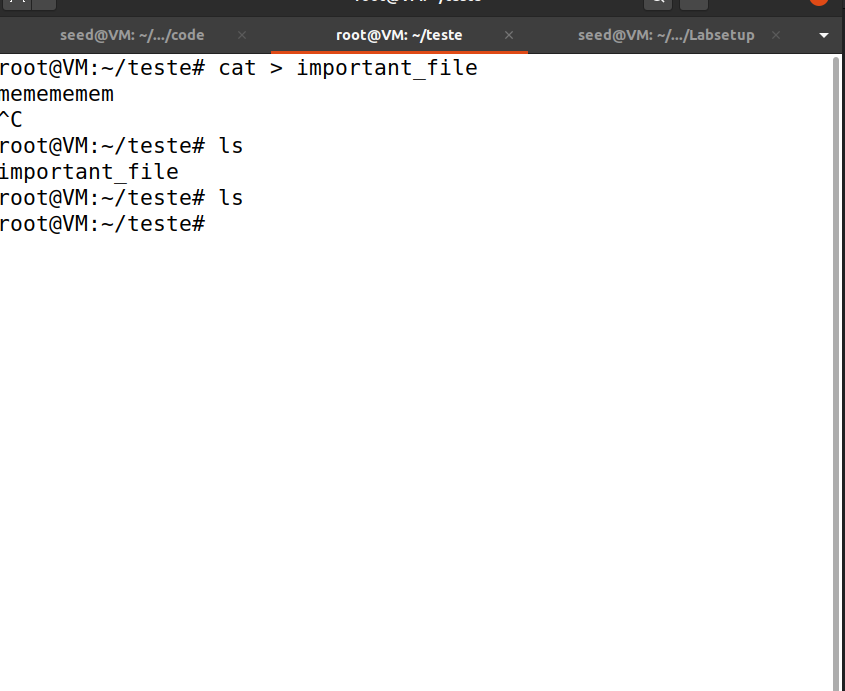 seed@VM: ~/.../code
root@VM: ~/teste
seed@VM: ~/.../Labsetup
root@VM:~/teste# cat > important_file
memememem
^C
root@VM:~/teste# ls
important_file
root@VM:~/teste# ls
root@VM:~/teste#